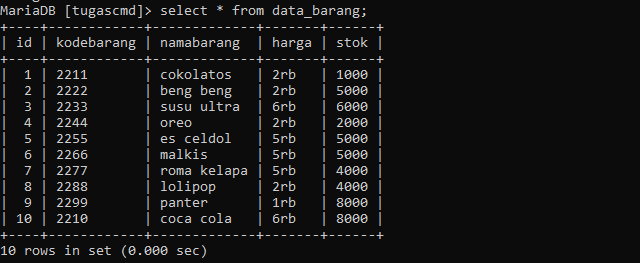 MariaDB [tugascmd]> select * from data_barang;
+----+------------+-------------+-------+------+
| id | kodebarang | namabarang  | harga | stok |
+----+------------+-------------+-------+------+
|  1 | 2211       | cokolatos   | 2rb   | 1000 |
|  2 | 2222       | beng beng   | 2rb   | 5000 |
|  3 | 2233       | susu ultra  | 6rb   | 6000 |
|  4 | 2244       | oreo        | 2rb   | 2000 |
|  5 | 2255       | es celdol   | 5rb   | 5000 |
|  6 | 2266       | malkis      | 5rb   | 5000 |
|  7 | 2277       | roma kelapa | 5rb   | 4000 |
|  8 | 2288       | lolipop     | 2rb   | 4000 |
|  9 | 2299       | panter      | 1rb   | 8000 |
| 10 | 2210       | coca cola   | 6rb   | 8000 |
+----+------------+-------------+-------+------+
10 rows in set (0.000 sec)